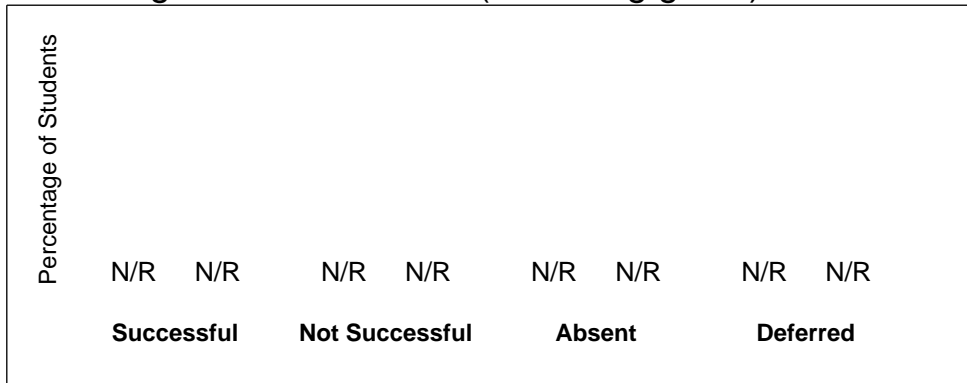 Percentage of Students
N/R N/R N/R N/R N/R N/R N/R N/R
Successful Not Successful Absent Deferred